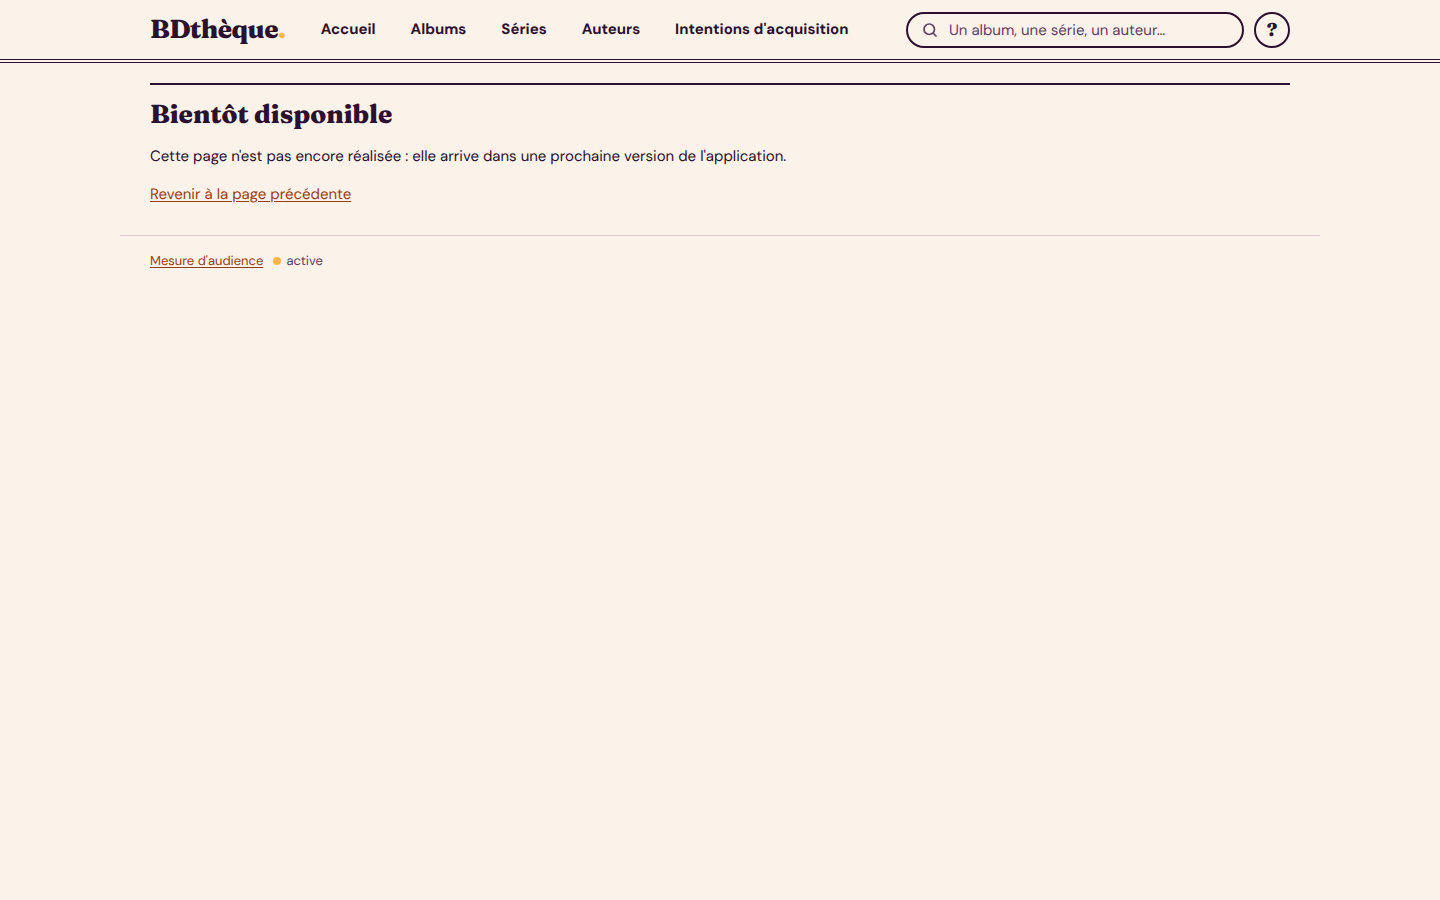 BDthèque.
Accueil
Albums
Séries
Auteurs
Intentions d'acquisition
Un album, une série, un auteur…
?
Bientôt disponible
Cette page n'est pas encore réalisée : elle arrive dans une prochaine version de l'application.
Revenir à la page précédente
Mesure d'audience
active